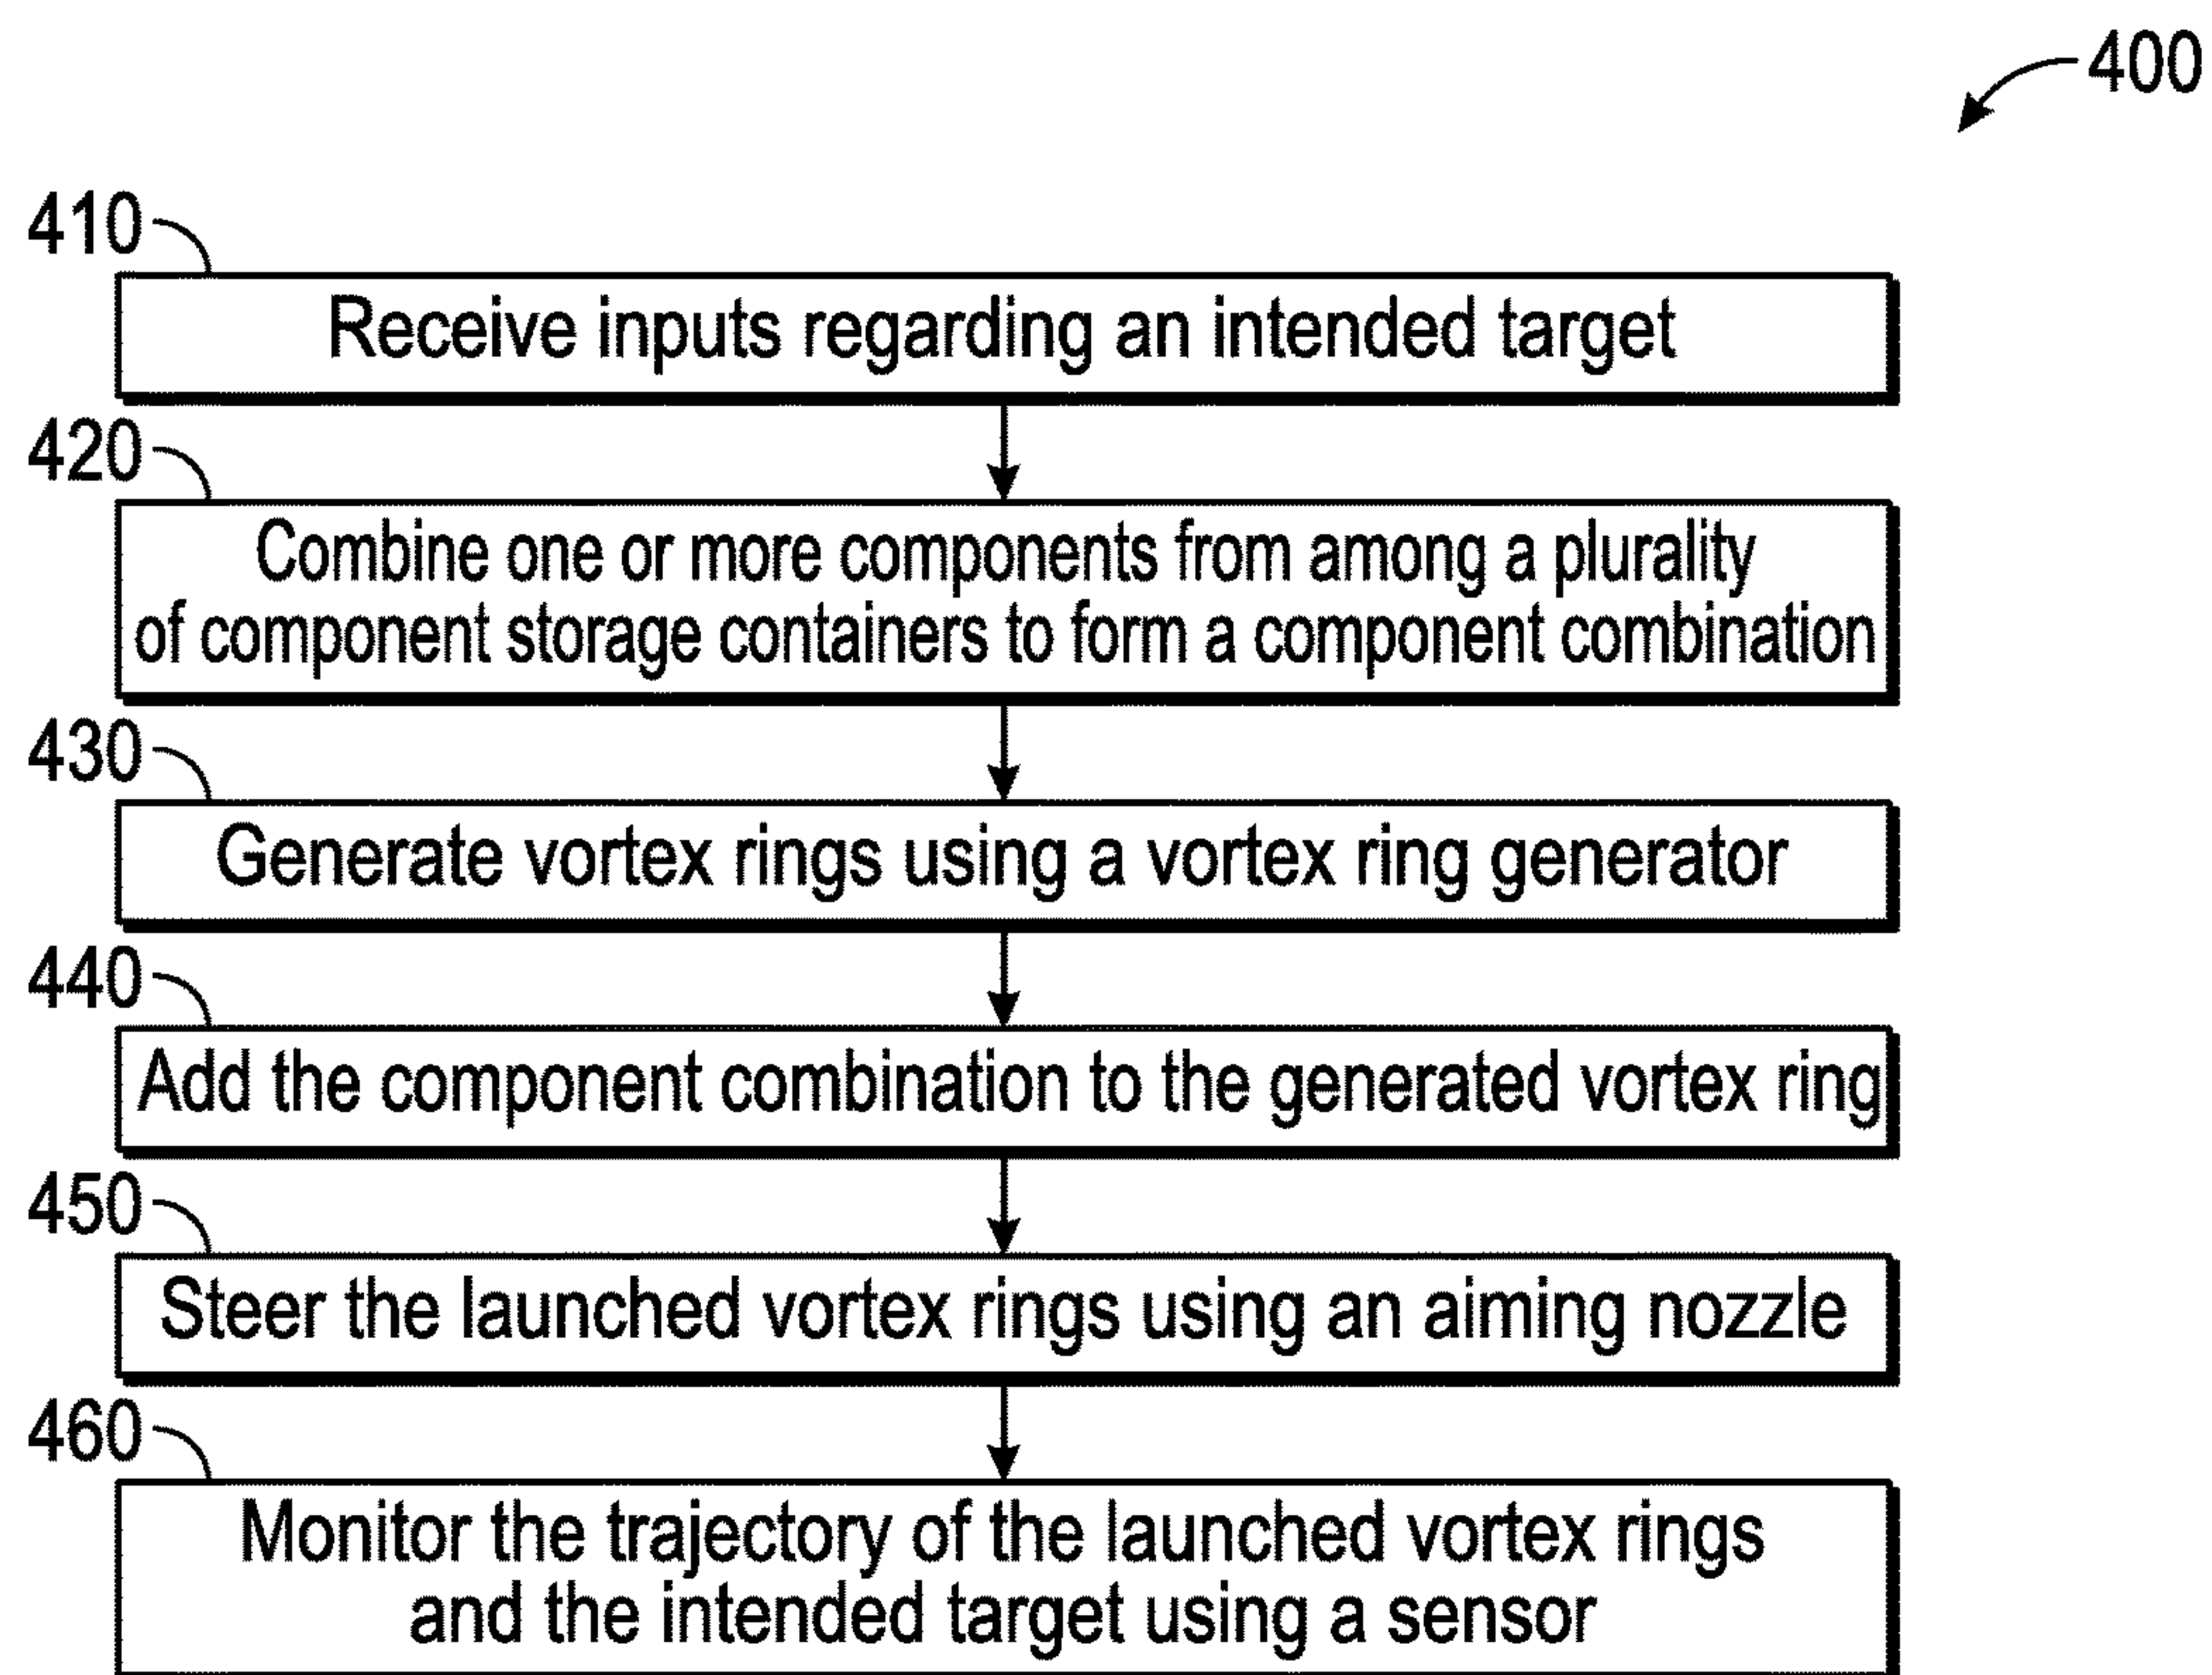 400
410
Receive inputs regarding an intended target
420
Combine one or more components from among a plurality
of component storage containers to form a component combination
430
Generate vortex rings using a vortex ring generator
440
Add the component combination to the generated vortex ring
450
Steer the launched vortex rings using an aiming nozzle
460
Monitor the trajectory of the launched vortex rings
and the intended target using a sensor